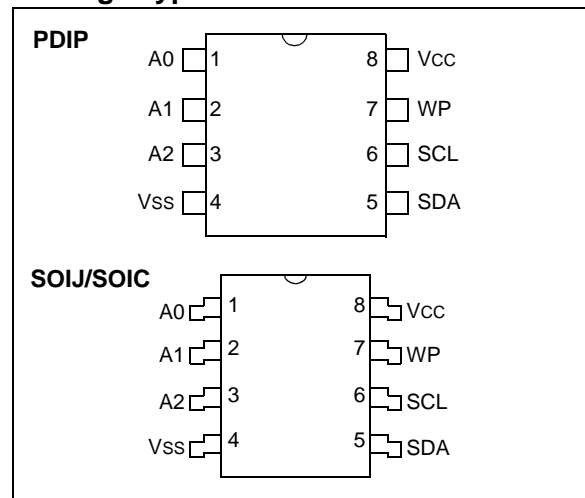 PDIP
A0 1 8 VCC
A1 2 7 WP
A2 3 6 SCL
VSS 4 5 SDA
SOIJ/SOIC
A0 1 8 VCC
A1 2 7 WP
A2 3 6 SCL
VSS 4 5 SDA